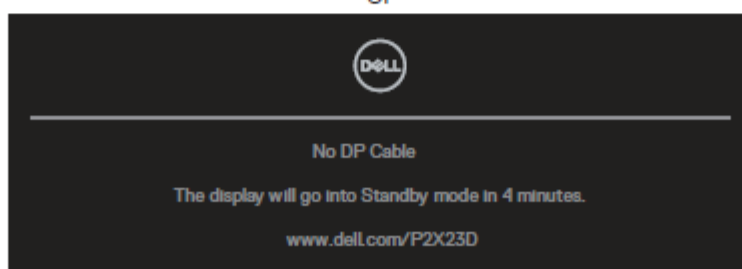 DELL
No DP Cable
The display will go into Standby mode in 4 minutes.
www.dell.com/P2X23D